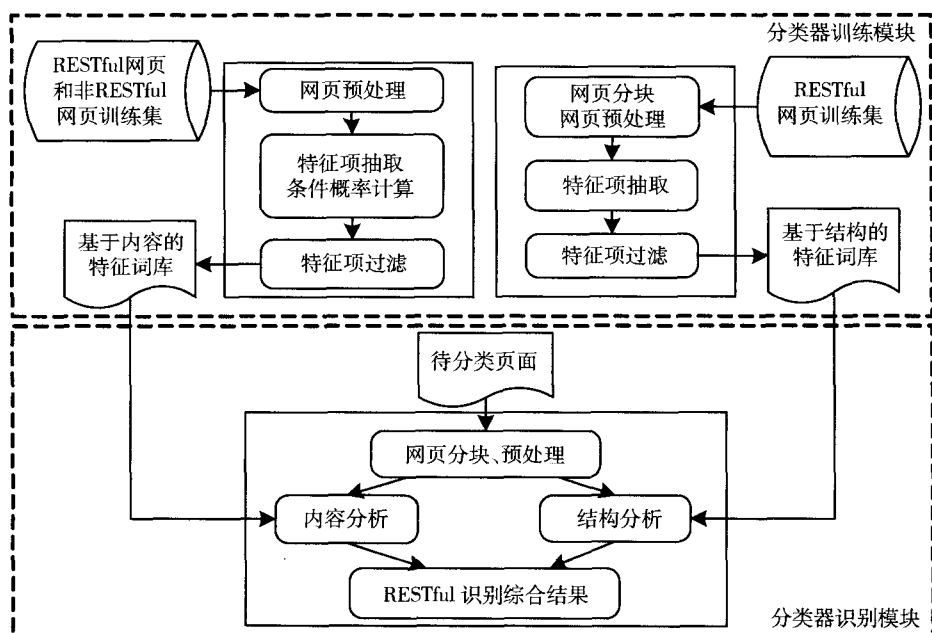 分类器训练模块
RESTful网页
和非RESTful
网页训练集
网页预处理
特征项抽取
条件概率计算
特征项过滤
基于内容的
特征词库
网页分块
网页预处理
特征项抽取
特征项过滤
RESTful
网页训练集
基于结构的
特征词库
待分类页面
网页分块、预处理
内容分析
结构分析
RESTful 识别综合结果
分类器识别模块